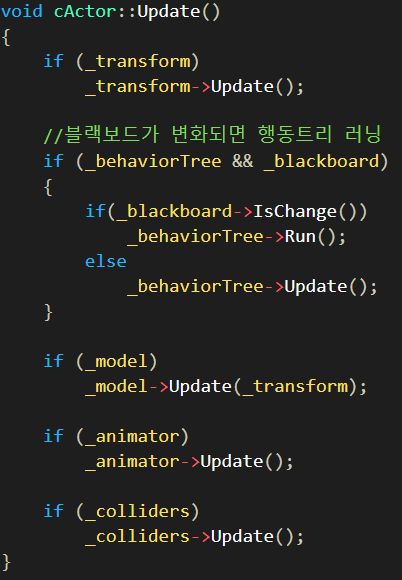 void cActor::Update()
{
    if (_transform)
        _transform->Update();

    //블랙보드가 변화되면 행동트리 러닝
    if (_behaviorTree && _blackboard)
    {
        if(_blackboard->IsChange())
            _behaviorTree->Run();
        else
            _behaviorTree->Update();
    }

    if (_model)
        _model->Update(_transform);

    if (_animator)
        _animator->Update();

    if (_colliders)
        _colliders->Update();
}